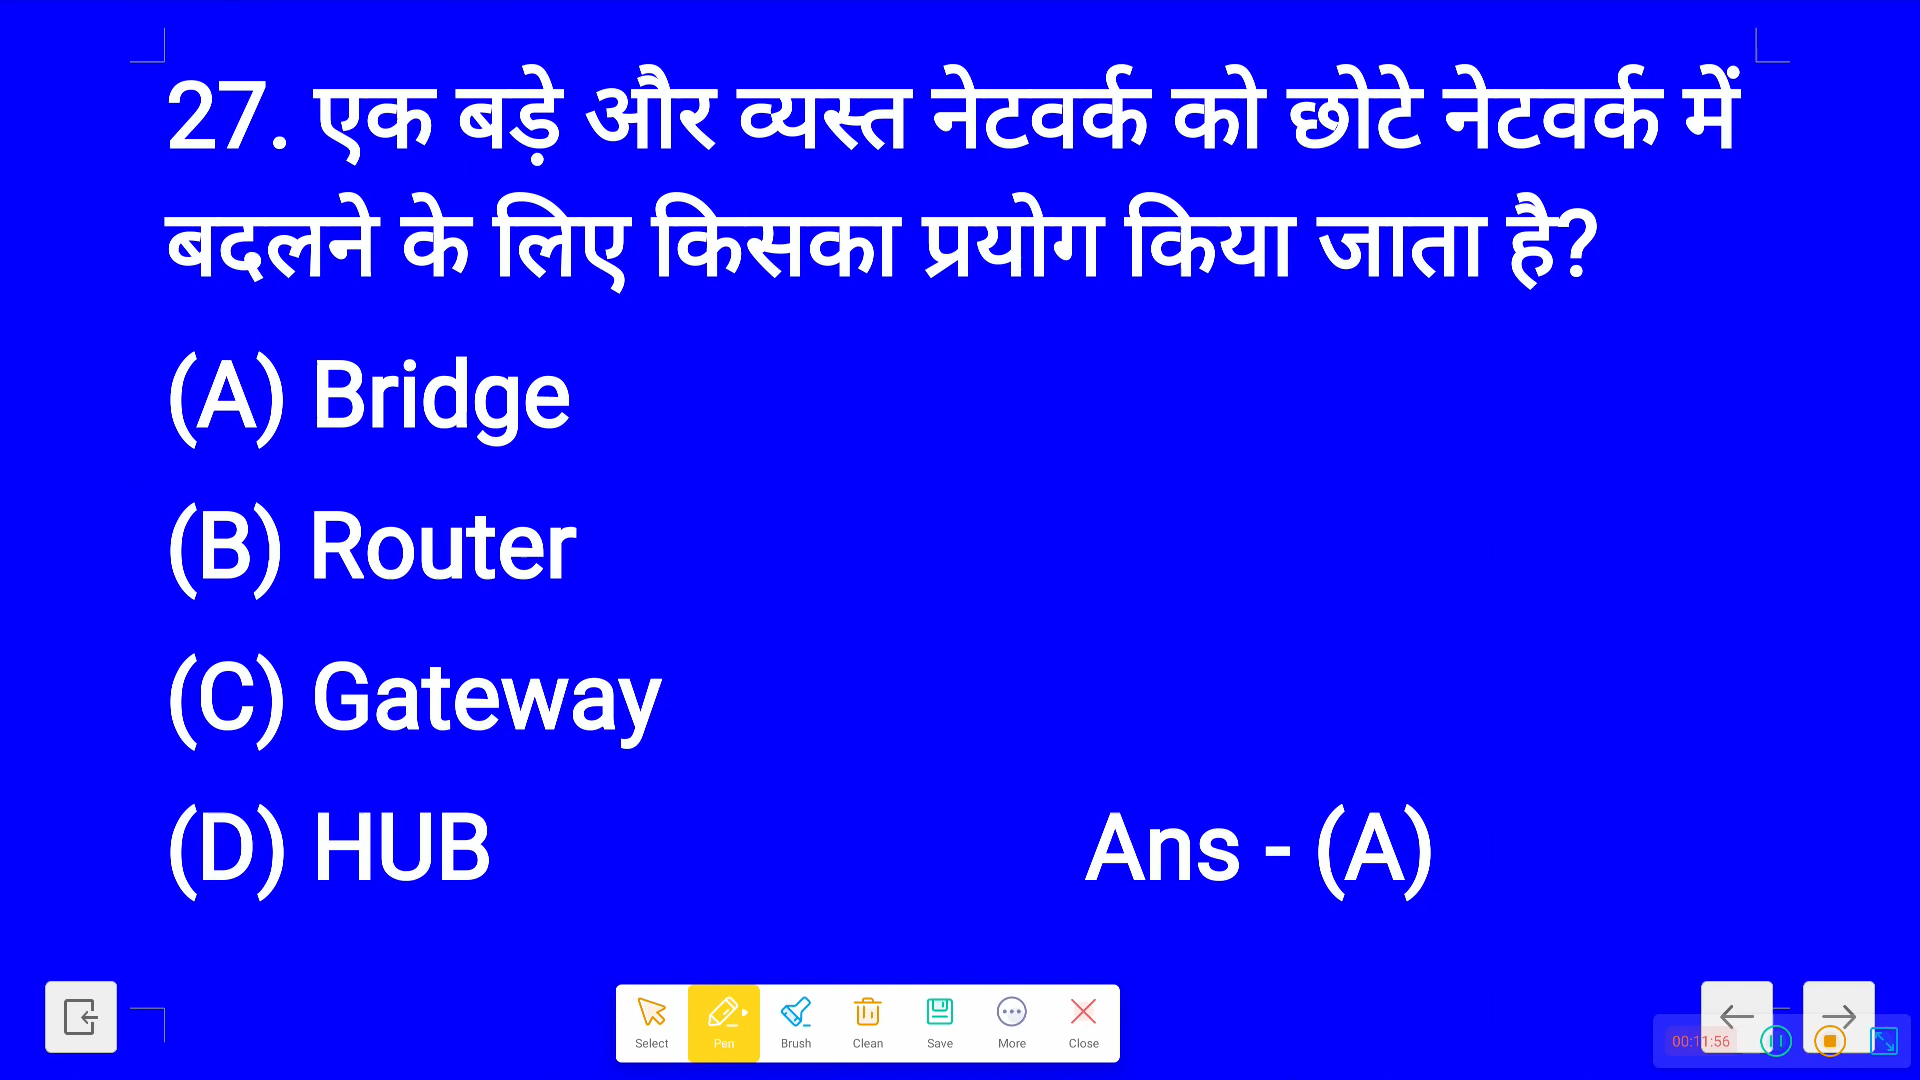 27. एक बड़े और व्यस्त नेटवर्क को छोटे नेटवर्क में
बदलने के लिए किसका प्रयोग किया जाता है?
(A) Bridge
(B) Router
(C) Gateway
(D) HUB
Ans - (A)
Select
Pen
Brush
Clean
Save
More
Close
00:11:56